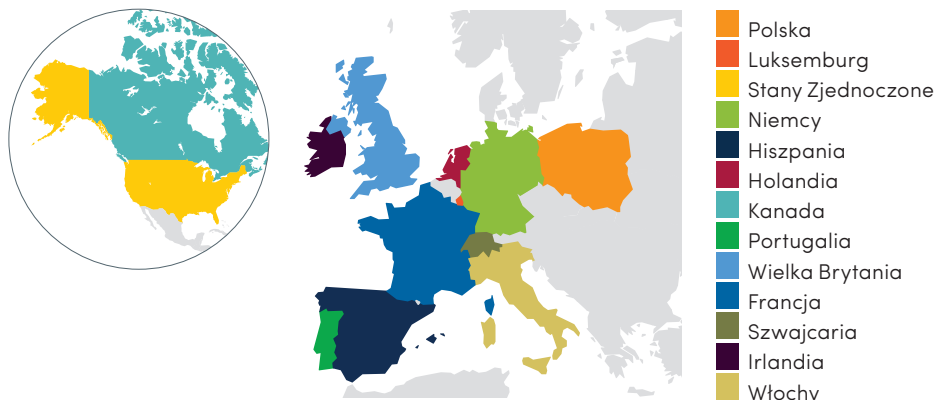 Polska
Luksemburg
Stany Zjednoczone
Niemcy
Hiszpania
Holandia
Kanada
Portugalia
Wielka Brytania
Francja
Szwajcaria
Irlandia
Włochy